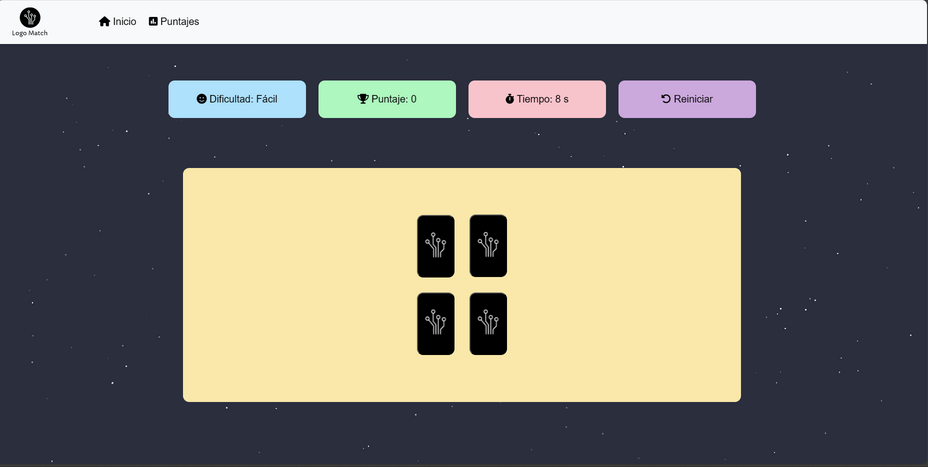 Logo Match
Inicio
Puntajes
Dificultad: Fácil
Puntaje: 0
Tiempo: 8 s
Reiniciar